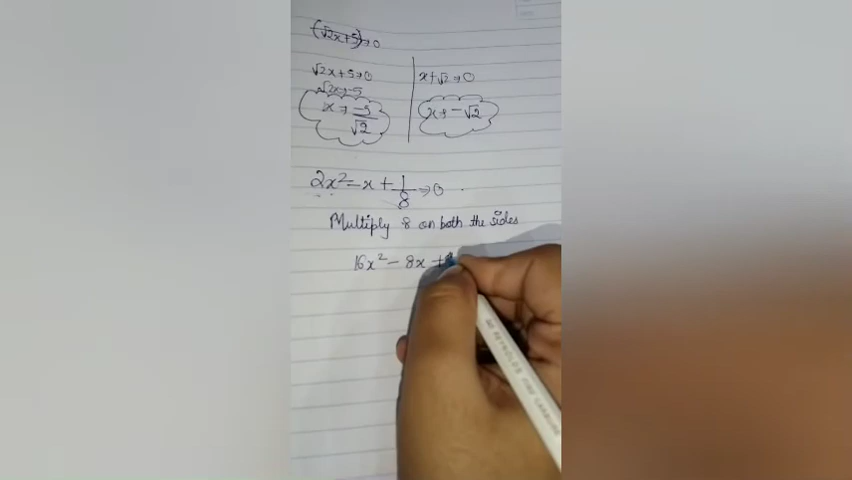 (√2x+5)⇒0
√2x+5⇒0
√2x⇒-5
x ⇒ -5/√2
x+√2⇒0
x⇒ -√2
2x² - x + 1/8 ⇒ 0
Multiply 8 on both the sides
16x² - 8x +